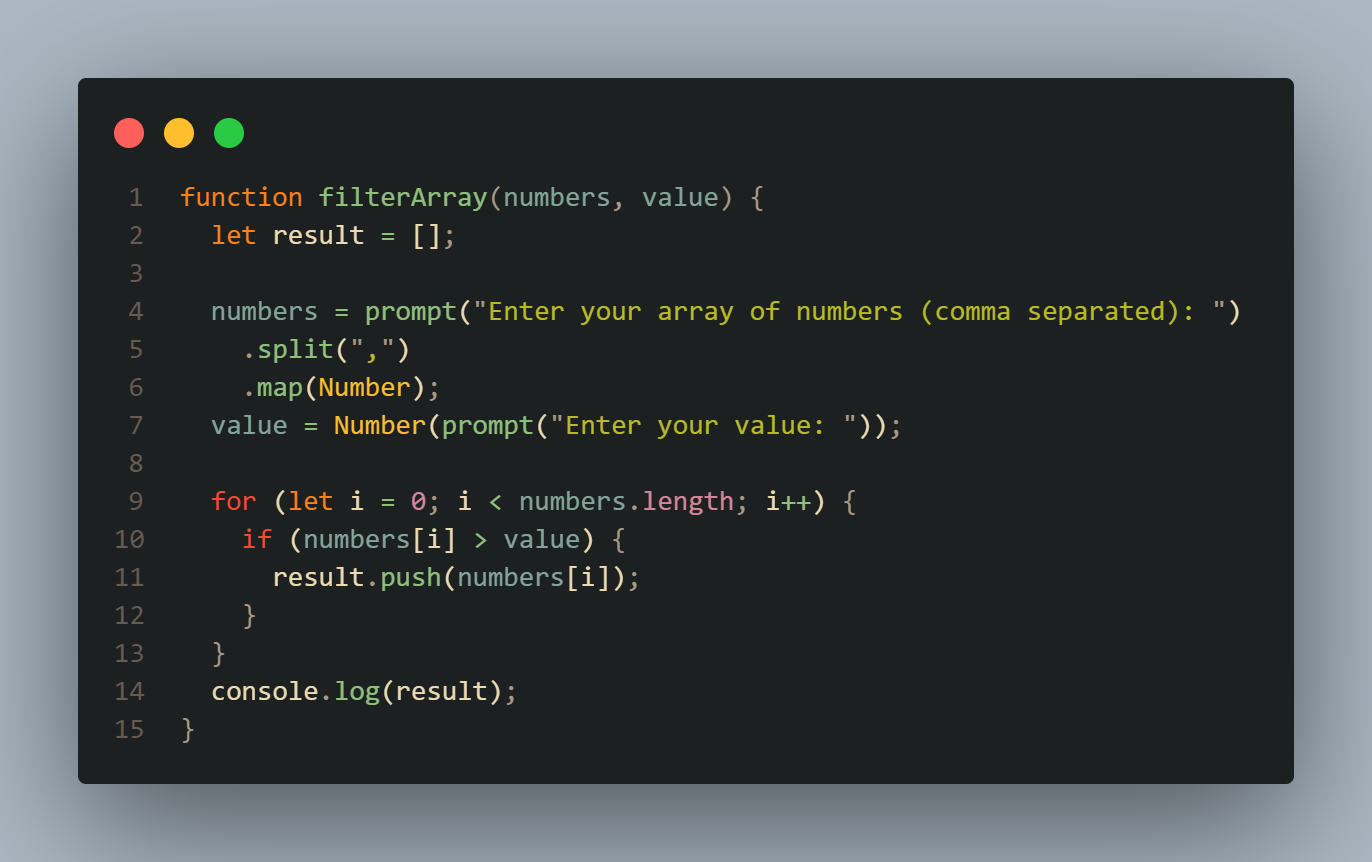 1 function filterArray(numbers, value) {
2   let result = [];
3
4   numbers = prompt("Enter your array of numbers (comma separated): ")
5     .split(",")
6     .map(Number);
7   value = Number(prompt("Enter your value: "));
8
9   for (let i = 0; i < numbers.length; i++) {
10     if (numbers[i] > value) {
11       result.push(numbers[i]);
12     }
13   }
14   console.log(result);
15 }